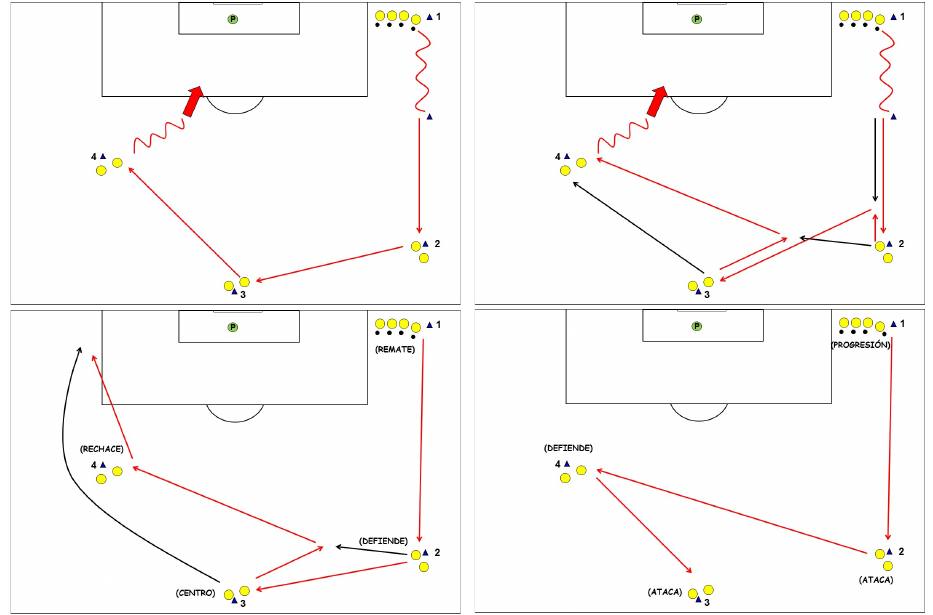 P
1
4
2
3
P
1
4
2
3
P
1
(REMATE)
(RECHACE)
4
(DEFIENDE)
2
(CENTRO)
3
P
1
(PROGRESIÓN)
(DEFIENDE)
4
2
(ATACA)
(ATACA)
3